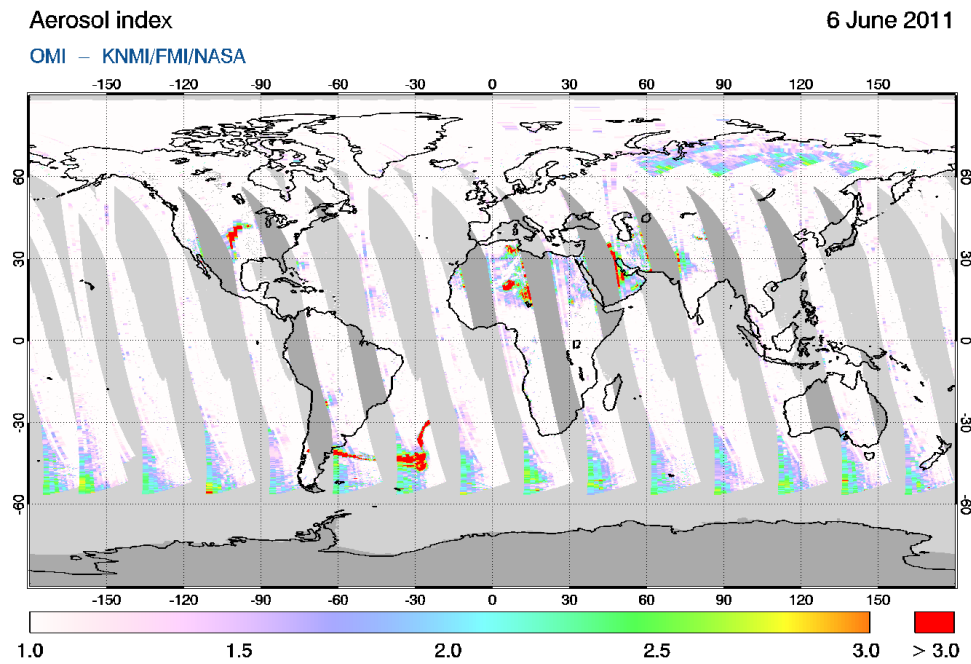 Aerosol index
6 June 2011
OMI – KNMI/FMI/NASA
-150 -120 -90 -60 -30 0 30 60 90 120 150
60 60
30 30
0 0
-30 -30
-60 -60
-150 -120 -90 -60 -30 0 30 60 90 120 150
1.0 1.5 2.0 2.5 3.0 > 3.0